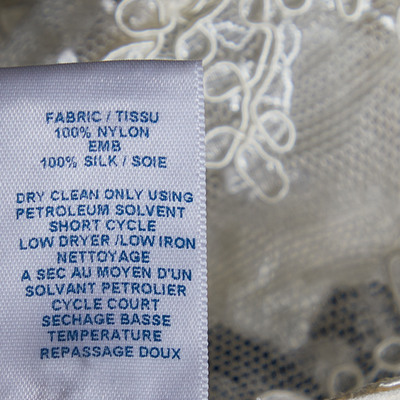 FABRIC / TISSU
100% NYLON
EMB
100% SILK / SOIE
DRY CLEAN ONLY USING
PETROLEUM SOLVENT
SHORT CYCLE
LOW DRYER /LOW IRON
NETTOYAGE
A SEC AU MOYEN D'UN
SOLVANT PETROLIER
CYCLE COURT
SECHAGE BASSE
TEMPERATURE
REPASSAGE DOUX